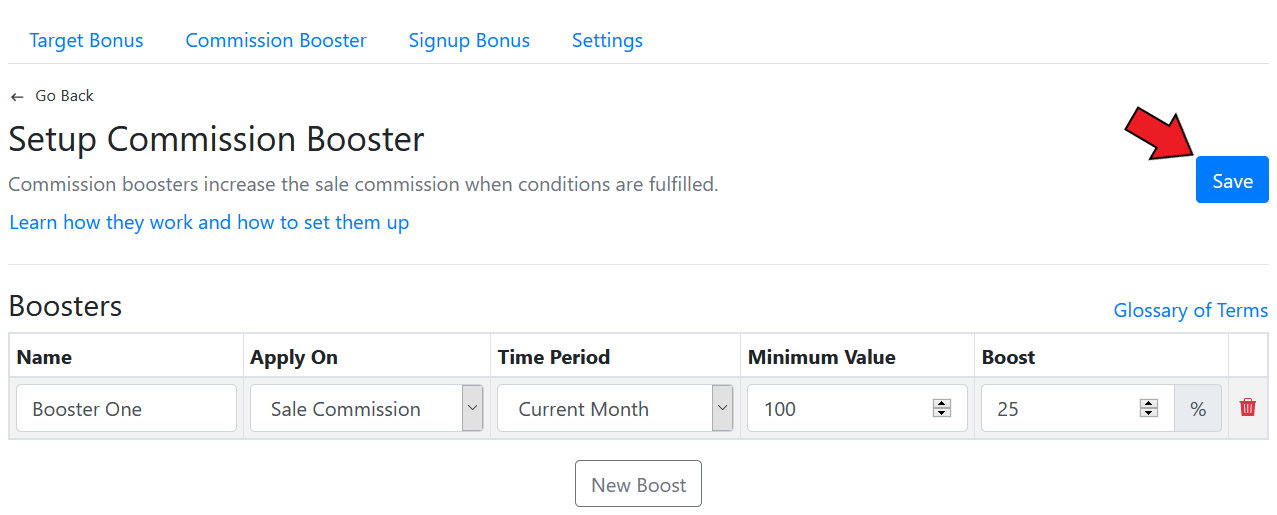 Target Bonus Commission Booster Signup Bonus Settings
← Go Back
Setup Commission Booster
Commission boosters increase the sale commission when conditions are fulfilled.
Save
Learn how they work and how to set them up
Boosters
Glossary of Terms
Name Apply On Time Period Minimum Value Boost
Booster One Sale Commission Current Month 100 25 %
New Boost